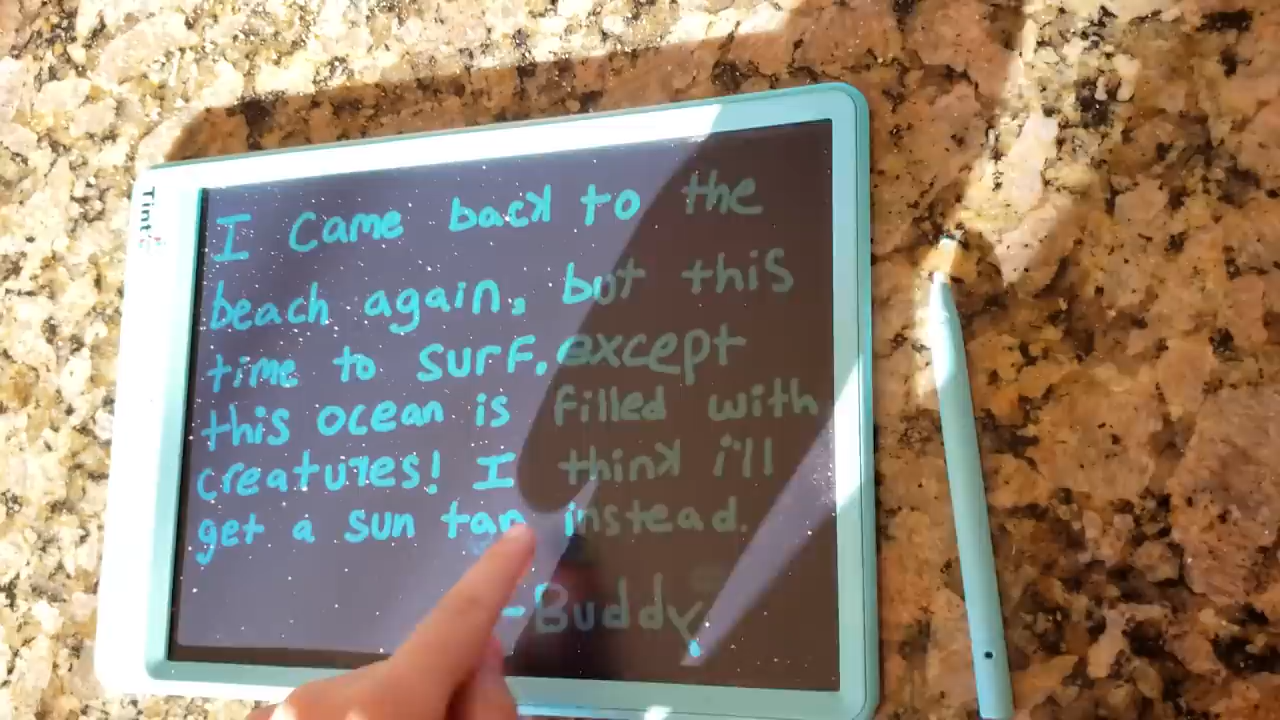 I came back to the
beach again, but this
time to surf. except
this ocean is filled with
creatures! I think i'll
get a sun tan instead.
-Buddy